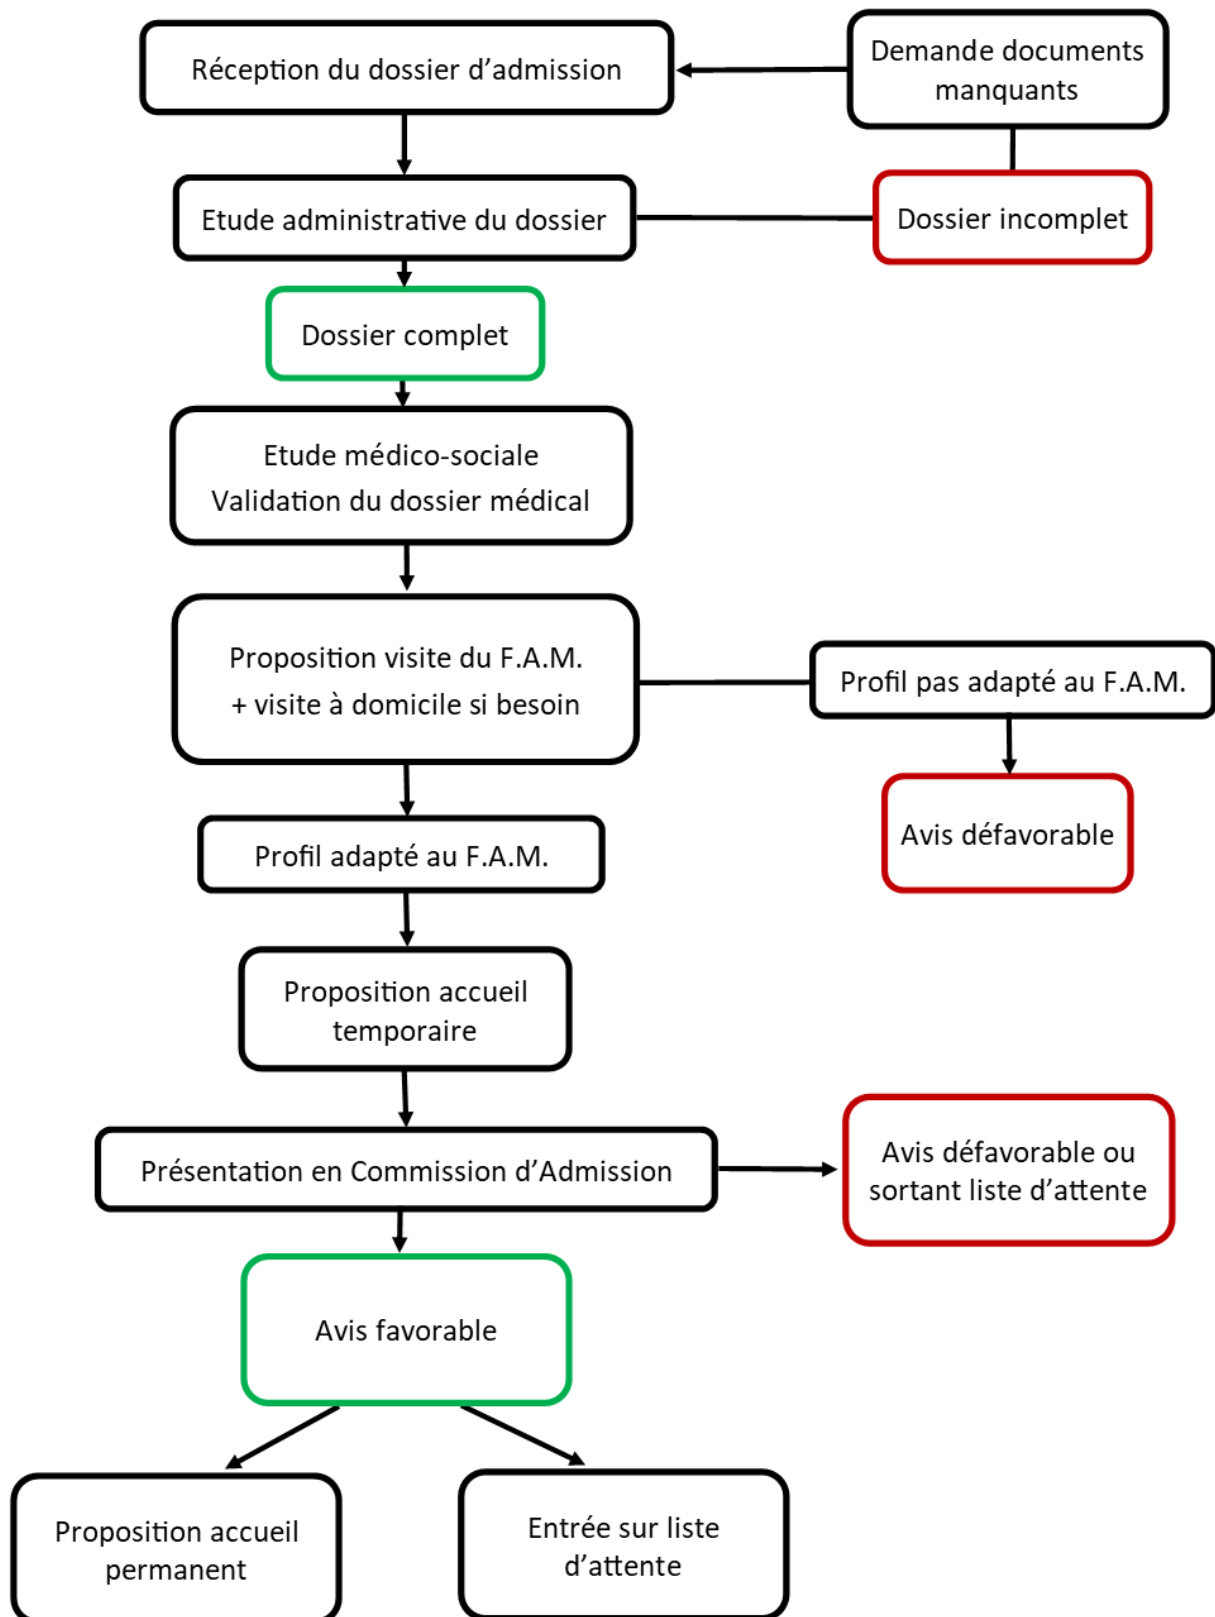 Réception du dossier d’admission
Demande documents
manquants
Etude administrative du dossier
Dossier incomplet
Dossier complet
Etude médico-sociale
Validation du dossier médical
Proposition visite du F.A.M.
+ visite à domicile si besoin
Profil pas adapté au F.A.M.
Avis défavorable
Profil adapté au F.A.M.
Proposition accueil
temporaire
Présentation en Commission d’Admission
Avis défavorable ou
sortant liste d’attente
Avis favorable
Proposition accueil
permanent
Entrée sur liste
d’attente